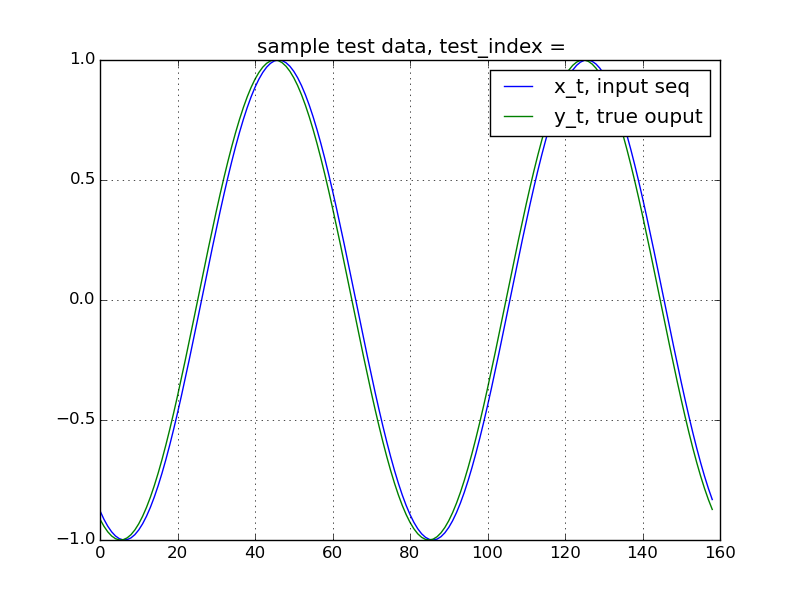 sample test data, test_index =
x_t, input seq
y_t, true ouput
1.0
0.5
0.0
−0.5
−1.0
0 20 40 60 80 100 120 140 160